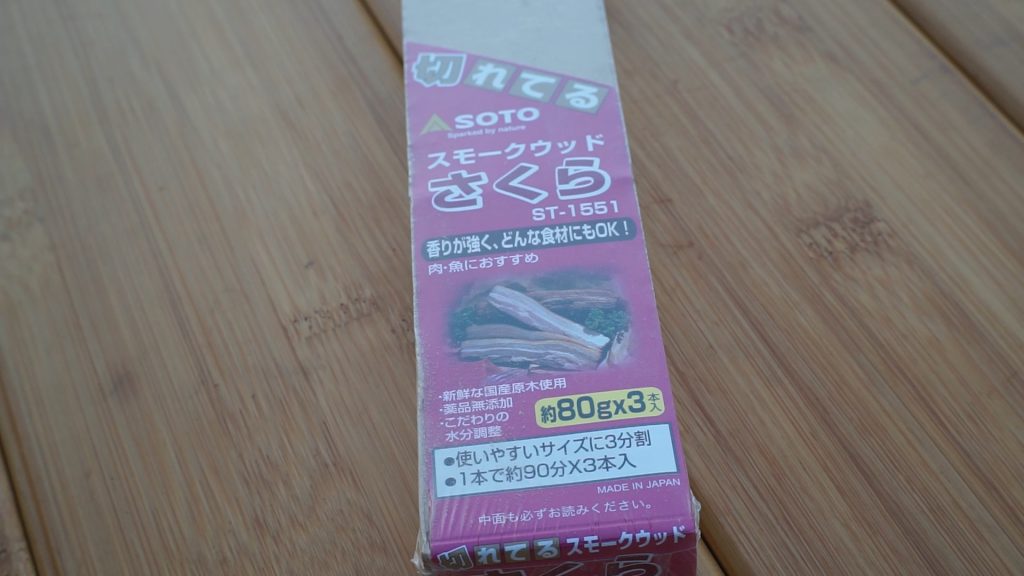 切れてる
SOTO
Sparked by nature
スモークウッド
さくら
ST-1551
香りが強く、どんな食材にもOK!
肉・魚におすすめ
・新鮮な国産原木使用
・薬品無添加
・こだわりの
水分調整
約80g×3本入
●使いやすいサイズに3分割
●1本で約90分×3本入
MADE IN JAPAN
中面も必ずお読みください。
切れてるスモークウッド
さくら